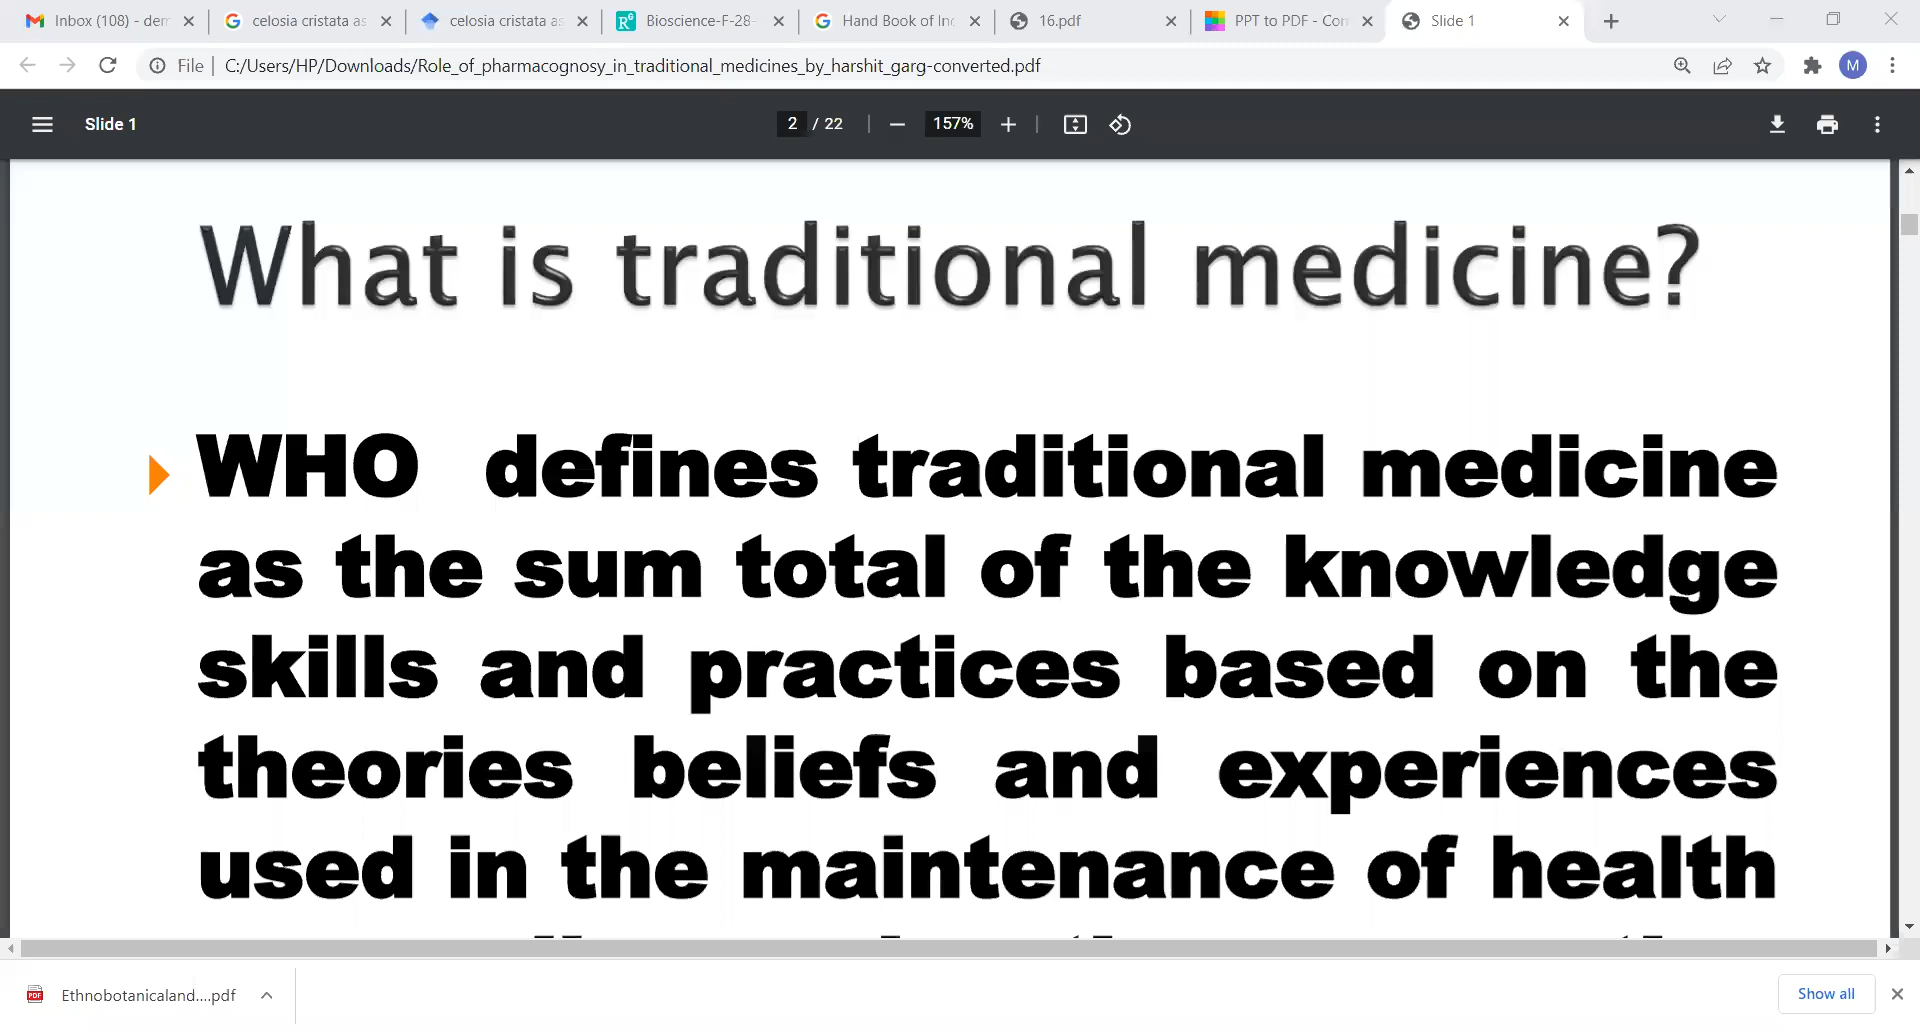 Inbox (108) - dem
celosia cristata as
celosia cristata as
Bioscience-F-28-
Hand Book of Inc
16.pdf
PPT to PDF - Con
Slide 1
File
C:/Users/HP/Downloads/Role_of_pharmacognosy_in_traditional_medicines_by_harshit_garg-converted.pdf
M
Slide 1
2 / 22
157%
What is traditional medicine?
WHO defines traditional medicine
as the sum total of the knowledge
skills and practices based on the
theories beliefs and experiences
used in the maintenance of health
PDF
Ethnobotanicaland....pdf
Show all